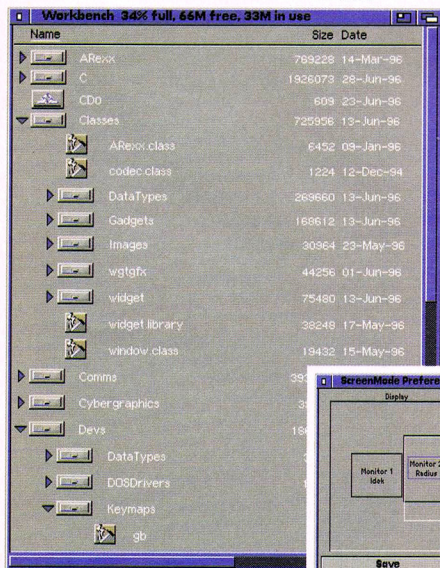 Workbench 34% full, 66M free, 33M in use
Name Size Date
ARexx 769228 14-Mar-96
C 1926073 28-Jun-96
CD0 609 23-Jun-96
Classes 725956 13-Jun-96
ARexx.class 6452 09-Jan-96
codec.class 1224 12-Dec-94
DataTypes 269660 13-Jun-96
Gadgets 168612 13-Jun-96
Images 30964 23-May-96
wgtgfx 44256 01-Jun-96
widget 75480 13-Jun-96
widget.library 38248 17-May-96
window.class 19432 15-May-96
Comms
Cybergraphics
Devs
DataTypes
DOSDrivers
Keymaps
gb
ScreenMode Prefere
Display
Monitor 1
Idek
Monitor 2
Radius
Save